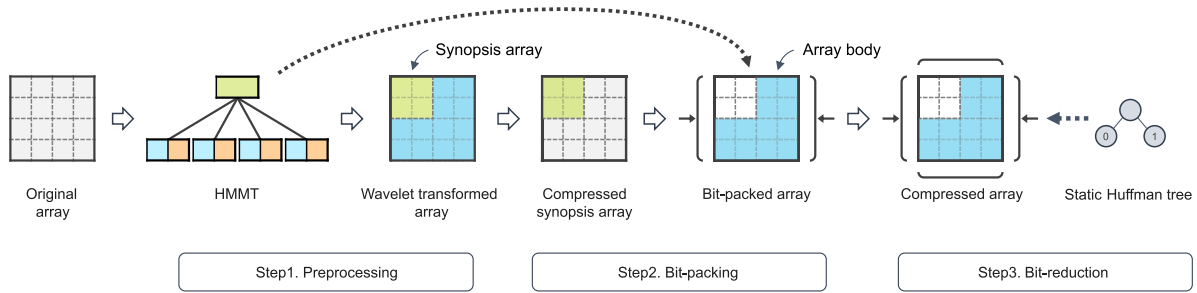 Synopsis array
Array body
0
1
Original
array
HMMT
Wavelet transformed
array
Compressed
synopsis array
Bit-packed array
Compressed array
Static Huffman tree
Step1. Preprocessing
Step2. Bit-packing
Step3. Bit-reduction